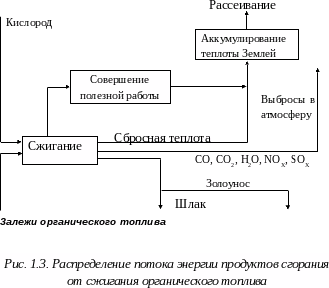 Рассеивание
Кислород
Аккумулирование
теплоты Землей
Совершение
полезной работы
Выбросы в
атмосферу
Сбросная теплота
Сжигание
CO, CO2, H2O, NOX, SOX
Золоунос
Шлак
Залежи органического топлива
Рис. 1.3. Распределение потока энергии продуктов сгорания
от сжигания органического топлива